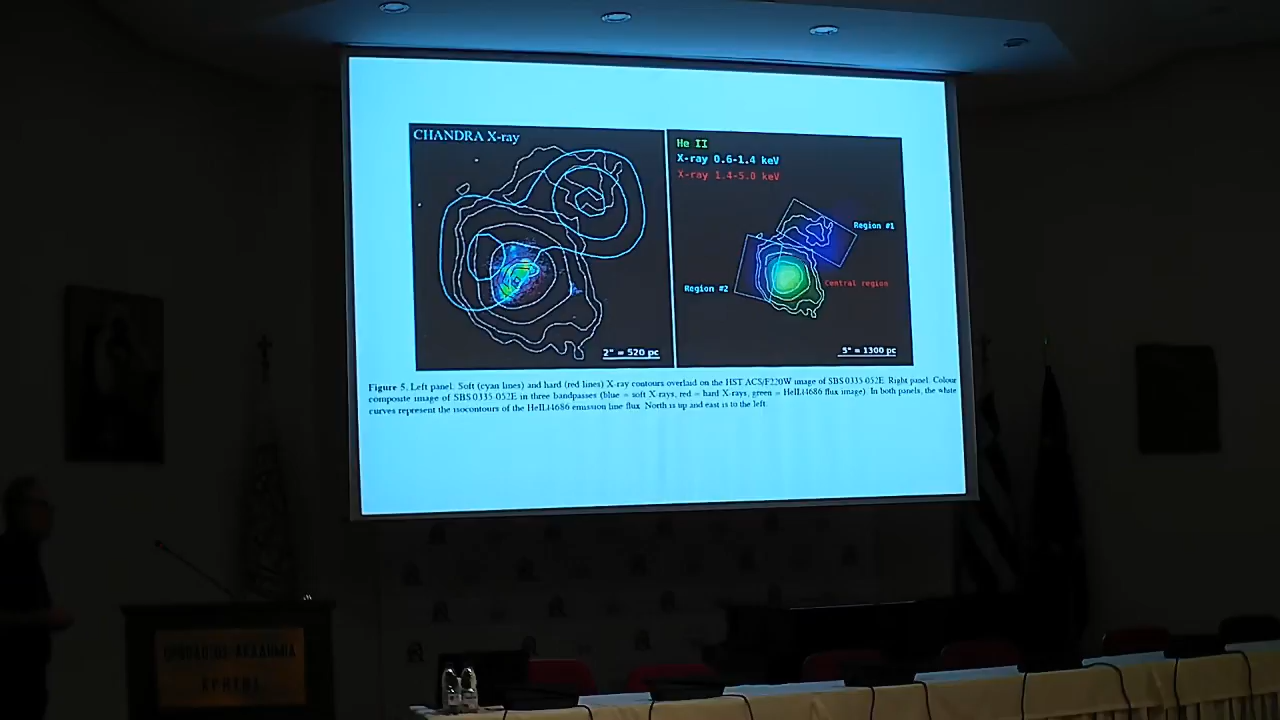 CHANDRA X-ray
2" = 520 pc
He II
X-ray 0.6-1.4 keV
X-ray 1.4-5.0 keV
Region #1
Region #2
Central region
5" = 1300 pc
Figure 5. Left panel. Soft (cyan lines) and hard (red lines) X-ray contours overlaid on the HST ACS/F220W image of SBS 0335-052E. Right panel. Colour
composite image of SBS 0335-052E in three bandpasses (blue = soft X-rays, red = hard X-rays, green = HeIIλ4686 flux image). In both panels, the white
curves represent the isocontours of the HeIIλ4686 emission line flux. North is up and east is to the left.
ΟΡΘΟΔΟΞΟΣ ΑΚΑΔΗΜΙΑ
ΚΡΗΤΗΣ